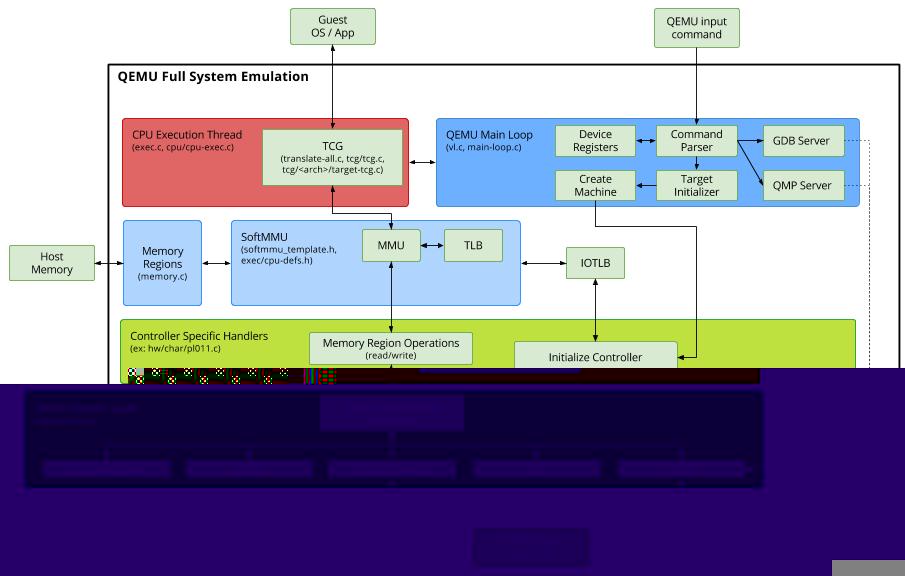 Guest
OS / App
QEMU input
command
QEMU Full System Emulation
CPU Execution Thread
(exec.c, cpu/cpu-exec.c)
TCG
(translate-all.c, tcg/tcg.c,
tcg/<arch>/target-tcg.c)
QEMU Main Loop
(vl.c, main-loop.c)
Device
Registers
Command
Parser
GDB Server
Create
Machine
Target
Initializer
QMP Server
Host
Memory
Memory
Regions
(memory.c)
SoftMMU
(softmmu_template.h,
exec/cpu-defs.h)
MMU
TLB
IOTLB
Controller Specific Handlers
(ex: hw/char/pl011.c)
Memory Region Operations
(read/write)
Initialize Controller